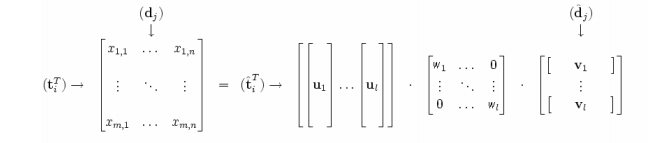 (d_j) (d̂_j)
↓ ↓
x_{1,1} … x_{1,n} w_1 … 0 [ v_1 ]
(t_i^T) → ⋮ ⋱ ⋮ = (t̂_i^T) → [ [ u_1 ] … [ u_l ] ] · ⋮ ⋱ ⋮ · ⋮
x_{m,1} … x_{m,n} 0 … w_l [ v_l ]